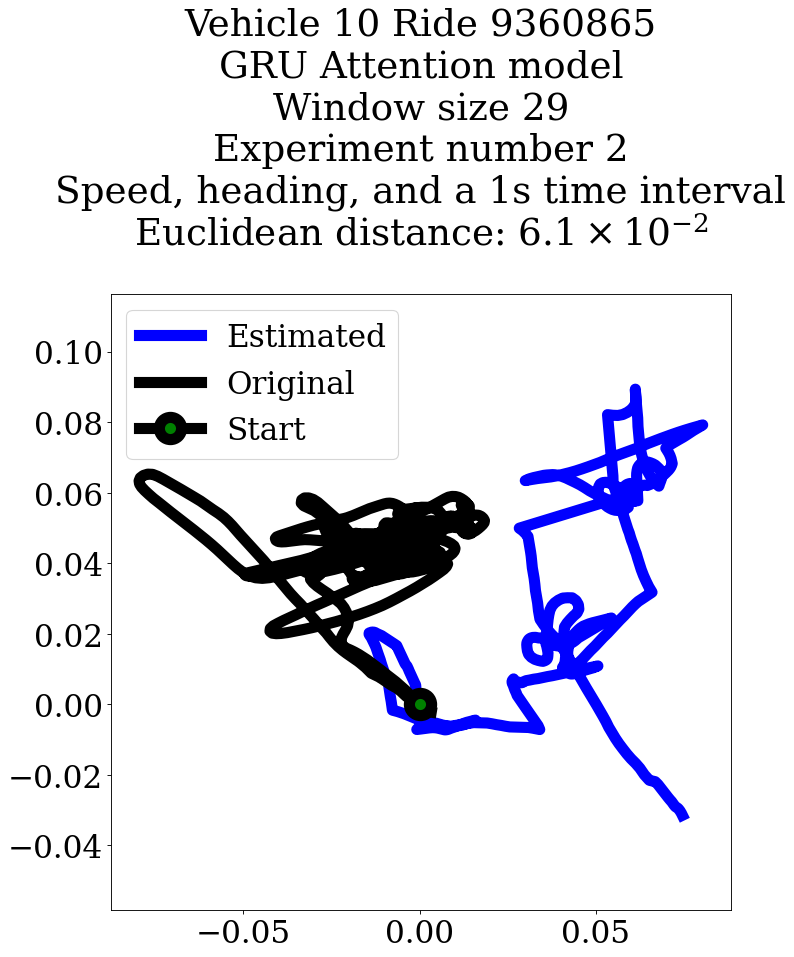 Vehicle 10 Ride 9360865
GRU Attention model
Window size 29
Experiment number 2
Speed, heading, and a 1s time interval
Euclidean distance: 6.1 × 10⁻²
Estimated
Original
Start
0.10
0.08
0.06
0.04
0.02
0.00
−0.02
−0.04
−0.05 0.00 0.05